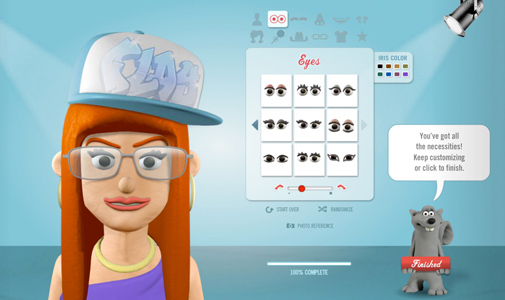 Eyes
IRIS COLOR
FLAY
You've got all
the necessities!
Keep customizing
or click to finish.
START OVER
RANDOMIZE
PHOTO REFERENCE
Finished
100% COMPLETE